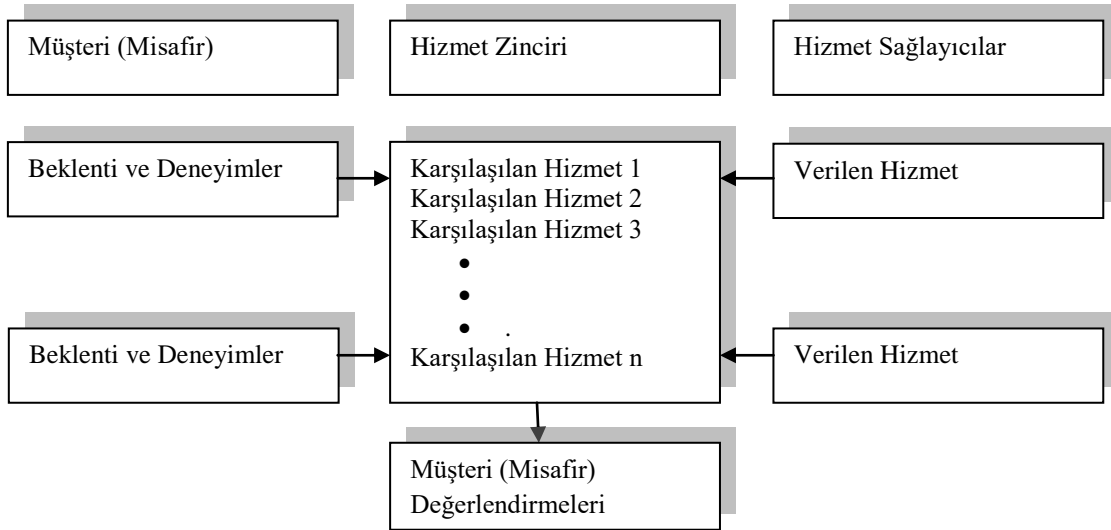 Müşteri (Misafir)
Hizmet Zinciri
Hizmet Sağlayıcılar
Beklenti ve Deneyimler
Karşılaşılan Hizmet 1
Karşılaşılan Hizmet 2
Karşılaşılan Hizmet 3
•
•
• .
Karşılaşılan Hizmet n
Verilen Hizmet
Beklenti ve Deneyimler
Verilen Hizmet
Müşteri (Misafir)
Değerlendirmeleri